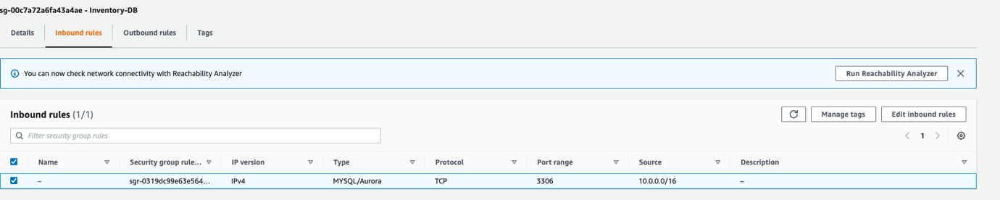 sg-00c7a72a6fa43a4ae - Inventory-DB
Details Inbound rules Outbound rules Tags
You can now check network connectivity with Reachability Analyzer Run Reachability Analyzer
Inbound rules (1/1) Manage tags Edit inbound rules
Filter security group rules 1
Name Security group rule... IP version Type Protocol Port range Source Description
– sgr-0319dc99e63e564... IPv4 MYSQL/Aurora TCP 3306 10.0.0.0/16 –